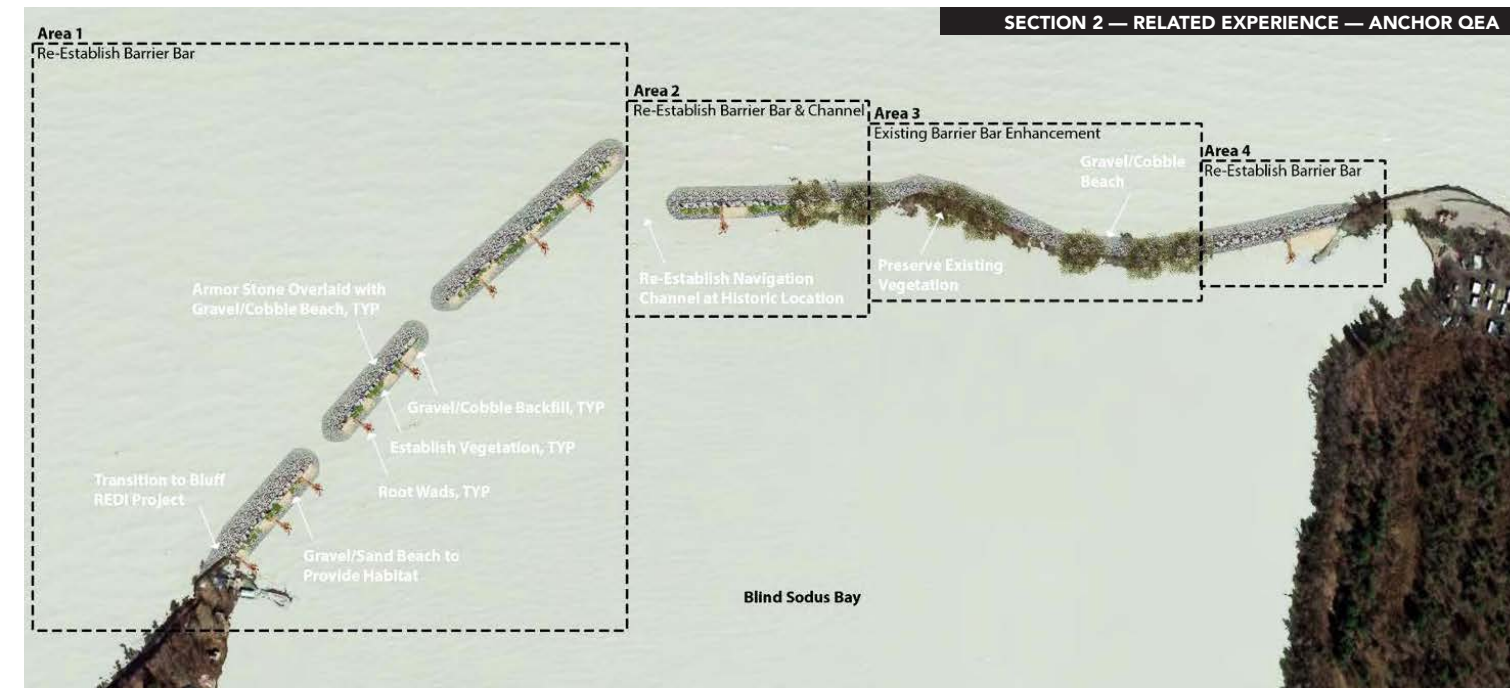 SECTION 2 — RELATED EXPERIENCE — ANCHOR QEA
Area 1
Re-Establish Barrier Bar
Area 2
Re-Establish Barrier Bar & Channel
Area 3
Existing Barrier Bar Enhancement
Area 4
Re-Establish Barrier Bar
Gravel/Cobble
Beach
Re-Establish Navigation
Channel at Historic Location
Preserve Existing
Vegetation
Armor Stone Overlaid with
Gravel/Cobble Beach, TYP
Gravel/Cobble Backfill, TYP
Establish Vegetation, TYP
Root Wads, TYP
Transition to Bluff
REDI Project
Gravel/Sand Beach to
Provide Habitat
Blind Sodus Bay